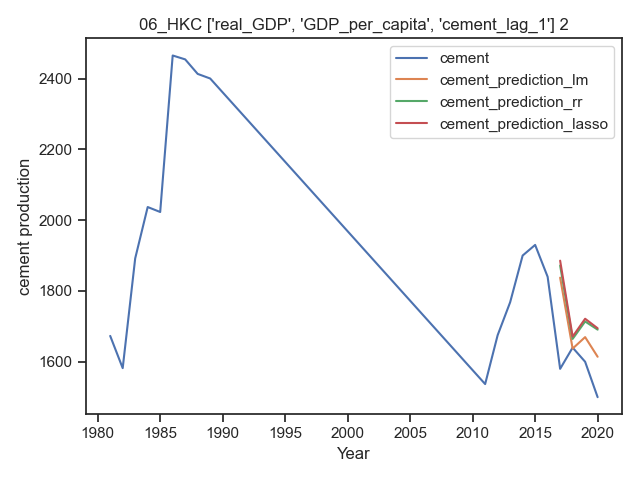 06_HKC ['real_GDP', 'GDP_per_capita', 'cement_lag_1'] 2
cement
cement_prediction_lm
cement_prediction_rr
cement_prediction_lasso
cement production
2400
2200
2000
1800
1600
1980 1985 1990 1995 2000 2005 2010 2015 2020
Year